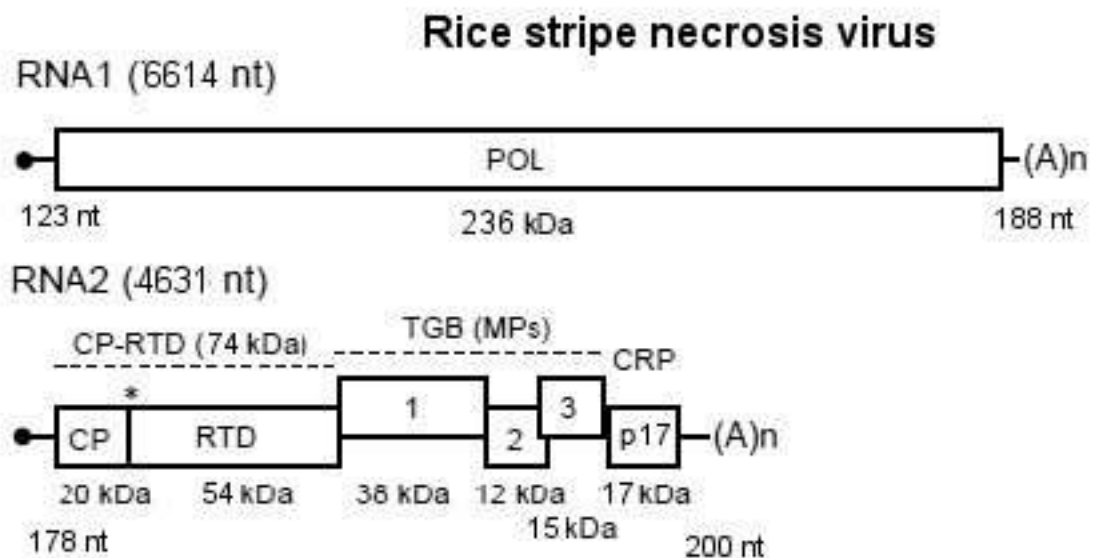 Rice stripe necrosis virus
RNA1 (6614 nt)
POL
(A)n
123 nt
236 kDa
188 nt
RNA2 (4631 nt)
TGB (MPs)
CP-RTD (74 kDa)
CRP
*
1
3
CP
RTD
2
p17
(A)n
20 kDa 54 kDa 38 kDa 12 kDa 17 kDa
15 kDa
178 nt
200 nt